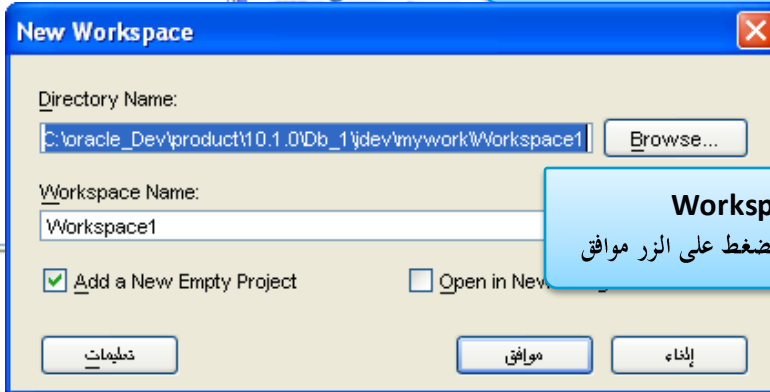 New Workspace
Directory Name:
C:\oracle_Dev\product\10.1.0\Db_1\jdev\mywork\Workspace1
Browse...
Workspace Name:
Workspace1
Worksp
ضغط على الزر موافق
Add a New Empty Project
Open in New
تعليمات
موافق
إلغاء